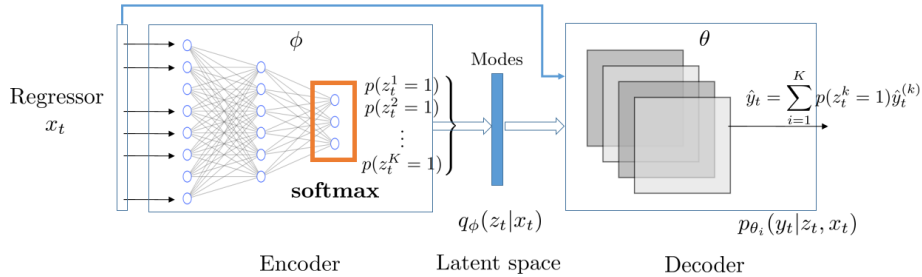 Regressor
x_t
ϕ
softmax
p(z_t^1 = 1)
p(z_t^2 = 1)
⋮
p(z_t^K = 1)
Encoder
Modes
q_ϕ(z_t|x_t)
Latent space
θ
ŷ_t = ∑_{i=1}^{K} p(z_t^k = 1)ŷ_t^{(k)}
p_{θ_i}(y_t|z_t, x_t)
Decoder